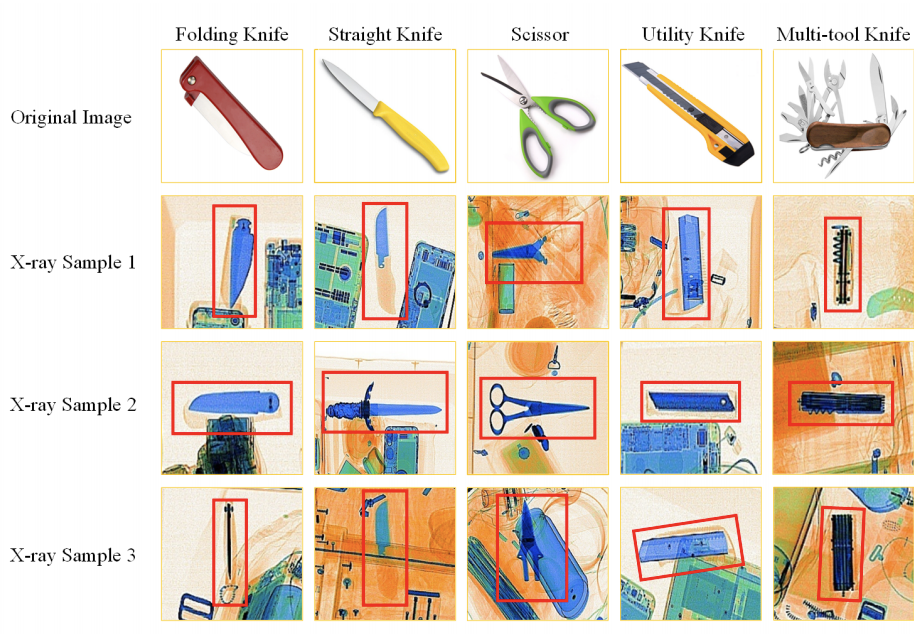 Folding Knife Straight Knife Scissor Utility Knife Multi-tool Knife
Original Image
X-ray Sample 1
X-ray Sample 2
X-ray Sample 3